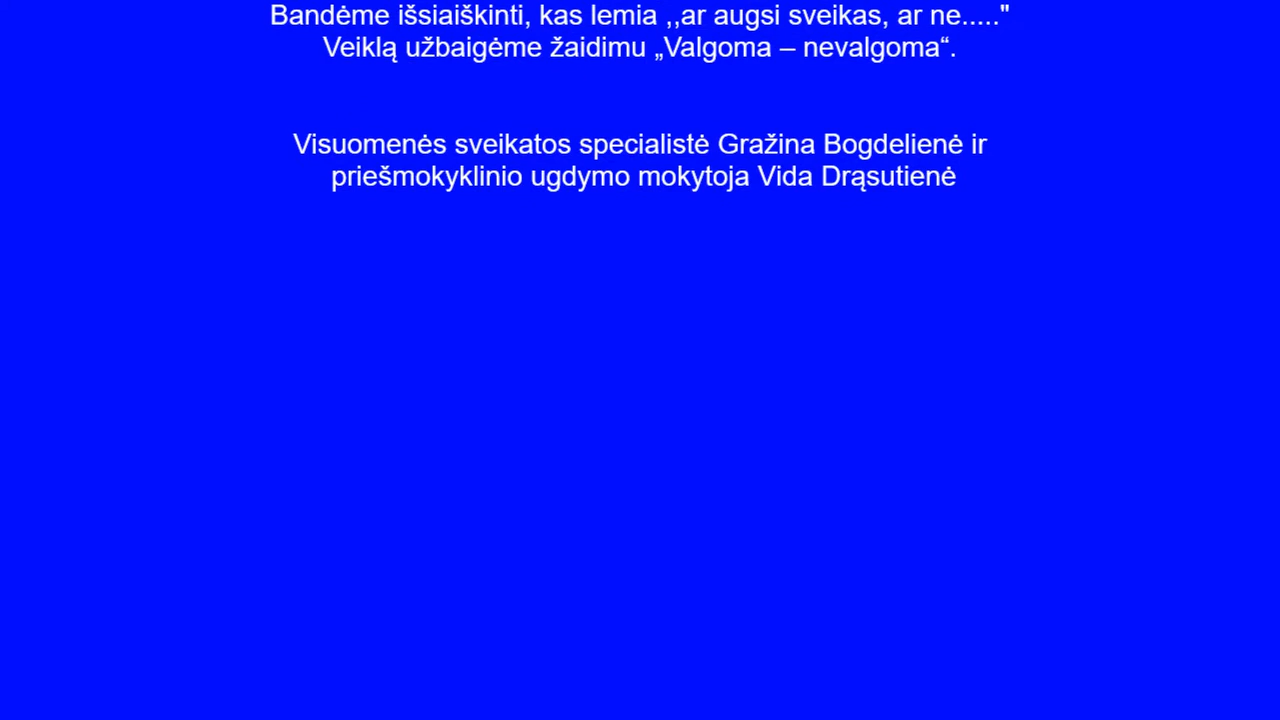 Bandėme išsiaiškinti, kas lemia ,,ar augsi sveikas, ar ne....."
Veiklą užbaigėme žaidimu „Valgoma – nevalgoma“.
Visuomenės sveikatos specialistė Gražina Bogdelienė ir
priešmokyklinio ugdymo mokytoja Vida Drąsutienė